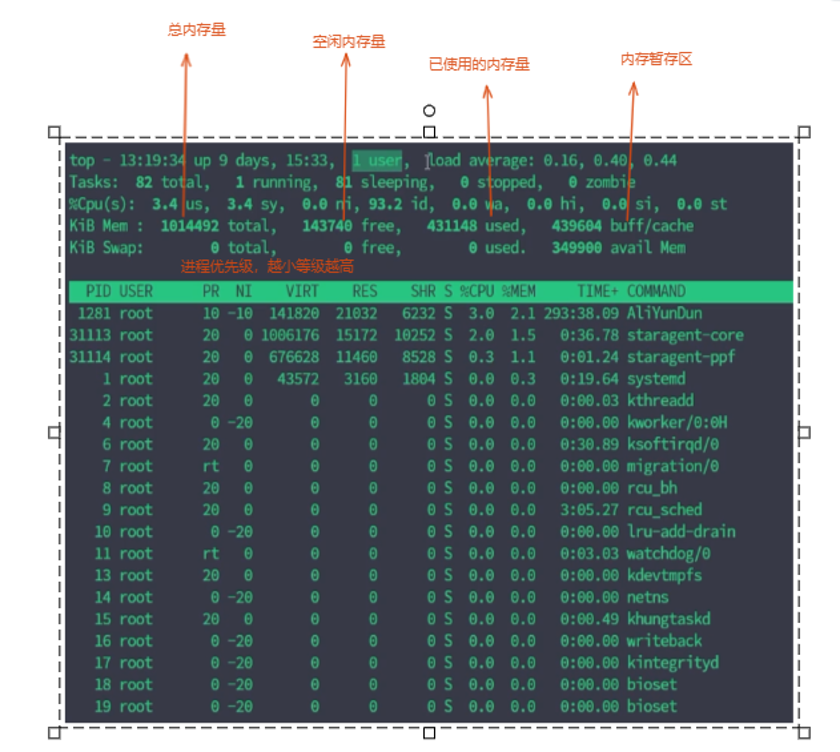 总内存量
空闲内存量
已使用的内存量
内存暂存区
top - 13:19:34 up 9 days, 15:33, 1 user, load average: 0.16, 0.40, 0.44
Tasks: 82 total, 1 running, 81 sleeping, 0 stopped, 0 zombie
%Cpu(s): 3.4 us, 3.4 sy, 0.0 ni, 93.2 id, 0.0 wa, 0.0 hi, 0.0 si, 0.0 st
KiB Mem : 1014492 total, 143740 free, 431148 used, 439604 buff/cache
KiB Swap: 0 total, 0 free, 0 used. 349900 avail Mem
进程优先级，越小等级越高
PID USER PR NI VIRT RES SHR S %CPU %MEM TIME+ COMMAND
1281 root 10 -10 141820 21032 6232 S 3.0 2.1 293:38.09 AliYunDun
31113 root 20 0 1006176 15172 10252 S 2.0 1.5 0:36.78 staragent-core
31114 root 20 0 676628 11460 8528 S 0.3 1.1 0:01.24 staragent-ppf
1 root 20 0 43572 3160 1804 S 0.0 0.3 0:19.64 systemd
2 root 20 0 0 0 0 S 0.0 0.0 0:00.03 kthreadd
4 root 0 -20 0 0 0 S 0.0 0.0 0:00.00 kworker/0:0H
6 root 20 0 0 0 0 S 0.0 0.0 0:30.89 ksoftirqd/0
7 root rt 0 0 0 0 S 0.0 0.0 0:00.00 migration/0
8 root 20 0 0 0 0 S 0.0 0.0 0:00.00 rcu_bh
9 root 20 0 0 0 0 S 0.0 0.0 3:05.27 rcu_sched
10 root 0 -20 0 0 0 S 0.0 0.0 0:00.00 lru-add-drain
11 root rt 0 0 0 0 S 0.0 0.0 0:03.03 watchdog/0
13 root 20 0 0 0 0 S 0.0 0.0 0:00.00 kdevtmpfs
14 root 0 -20 0 0 0 S 0.0 0.0 0:00.00 netns
15 root 20 0 0 0 0 S 0.0 0.0 0:00.49 khungtaskd
16 root 0 -20 0 0 0 S 0.0 0.0 0:00.00 writeback
17 root 0 -20 0 0 0 S 0.0 0.0 0:00.00 kintegrityd
18 root 0 -20 0 0 0 S 0.0 0.0 0:00.00 bioset
19 root 0 -20 0 0 0 S 0.0 0.0 0:00.00 bioset